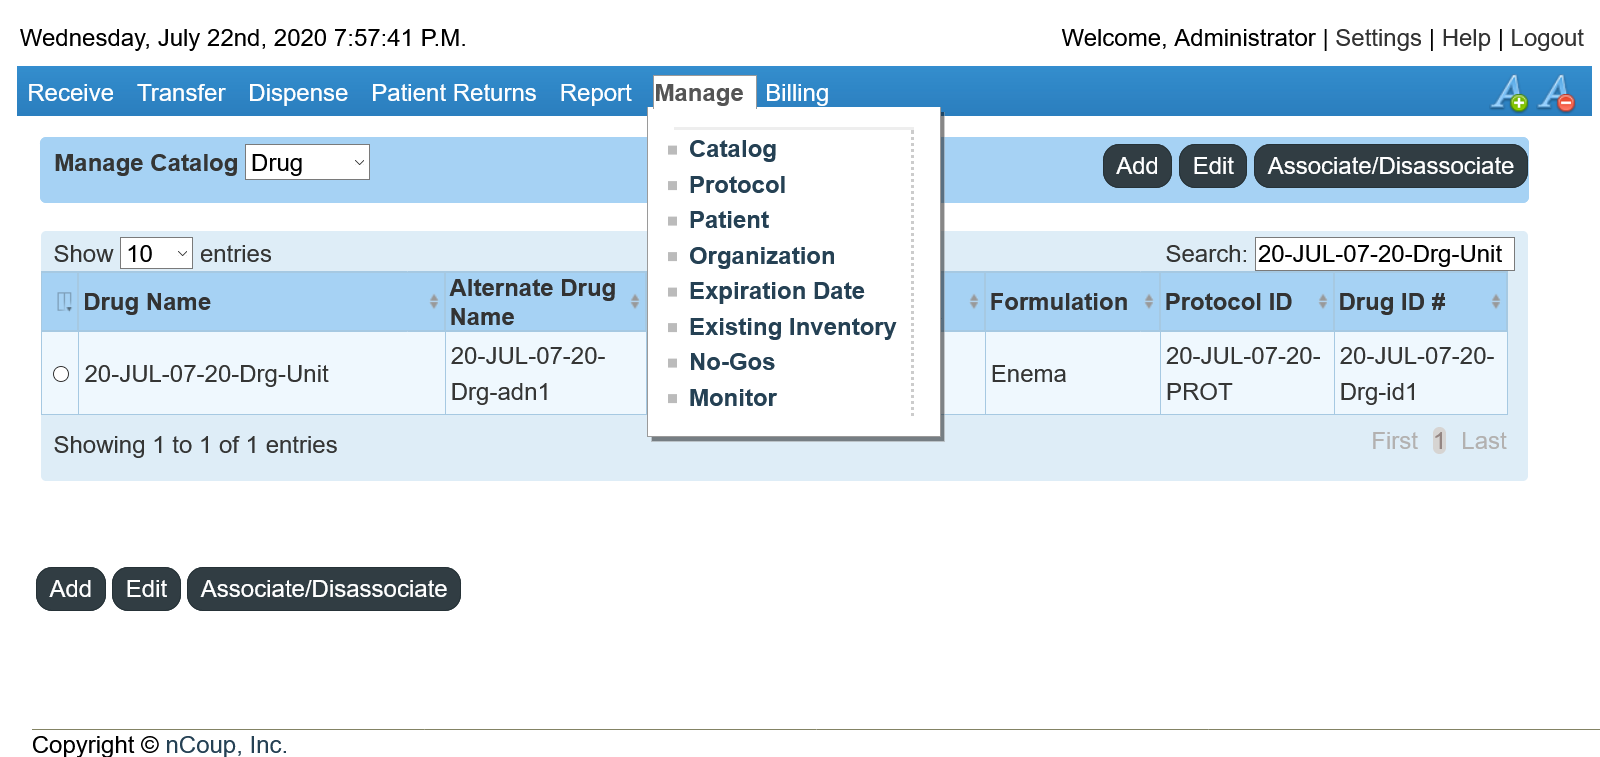 Wednesday, July 22nd, 2020 7:57:41 P.M. Welcome, Administrator | Settings | Help | Logout
Receive Transfer Dispense Patient Returns Report Manage Billing
Manage Catalog Drug Add Edit Associate/Disassociate
Catalog
Protocol
Patient
Organization
Expiration Date
Existing Inventory
No-Gos
Monitor
Show 10 entries Search: 20-JUL-07-20-Drg-Unit
Drug Name Alternate Drug Name Formulation Protocol ID Drug ID #
20-JUL-07-20-Drg-Unit 20-JUL-07-20-Drg-adn1 Enema 20-JUL-07-20-PROT 20-JUL-07-20-Drg-id1
Showing 1 to 1 of 1 entries First 1 Last
Add Edit Associate/Disassociate
Copyright © nCoup, Inc.